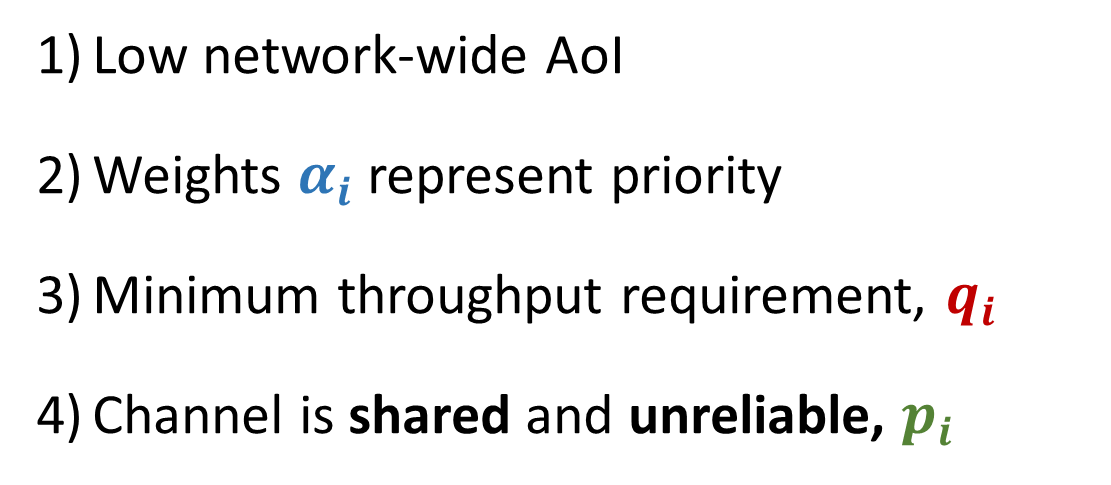 1) Low network-wide AoI
2) Weights αᵢ represent priority
3) Minimum throughput requirement, qᵢ
4) Channel is shared and unreliable, pᵢ